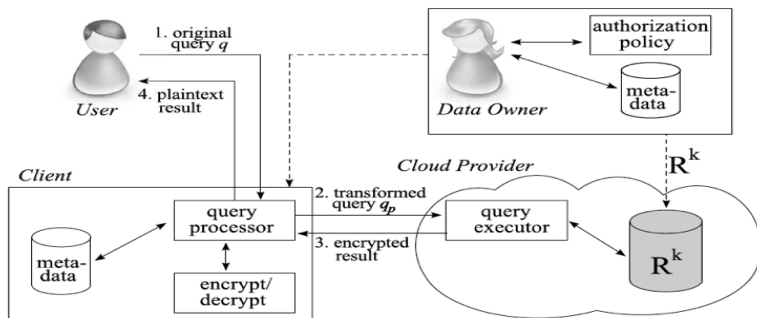 1. original
query q
4. plaintext
result
User
authorization
policy
meta-
data
Data Owner
R^k
Cloud Provider
Client
2. transformed
query q_p
query
processor
3. encrypted
result
query
executor
meta-
data
encrypt/
decrypt
R^k